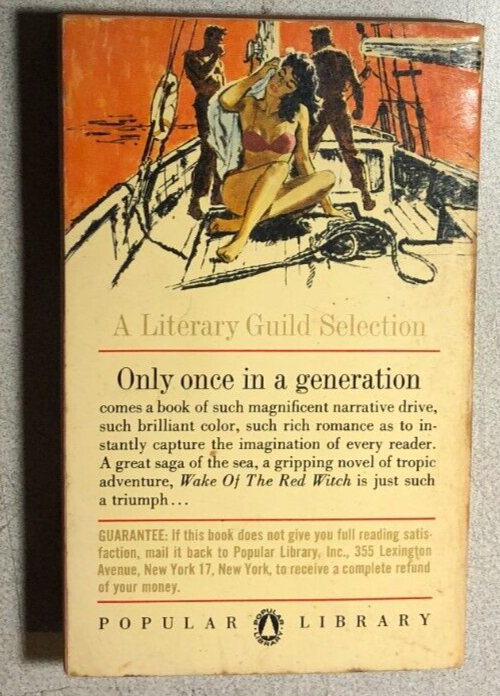 A Literary Guild Selection
Only once in a generation
comes a book of such magnificent narrative drive,
such brilliant color, such rich romance as to in-
stantly capture the imagination of every reader.
A great saga of the sea, a gripping novel of tropic
adventure, Wake Of The Red Witch is just such
a triumph...
GUARANTEE: If this book does not give you full reading satis-
faction, mail it back to Popular Library, Inc., 355 Lexington
Avenue, New York 17, New York, to receive a complete refund
of your money.
POPULAR POPULAR LIBRARY LIBRARY